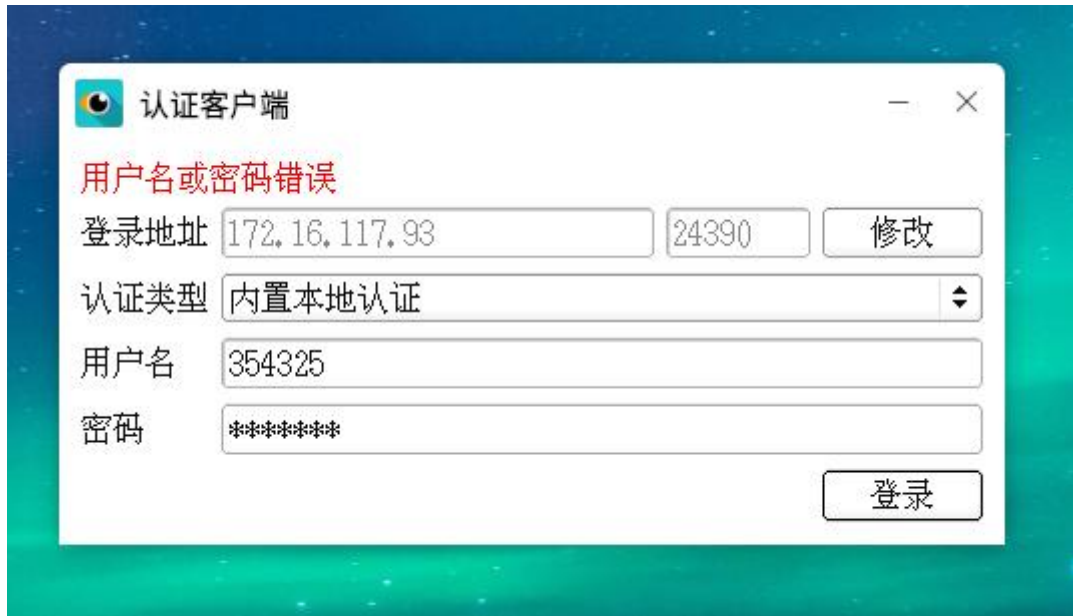 认证客户端
用户名或密码错误
登录地址 172.16.117.93 24390 修改
认证类型 内置本地认证
用户名 354325
密码 *******
登录